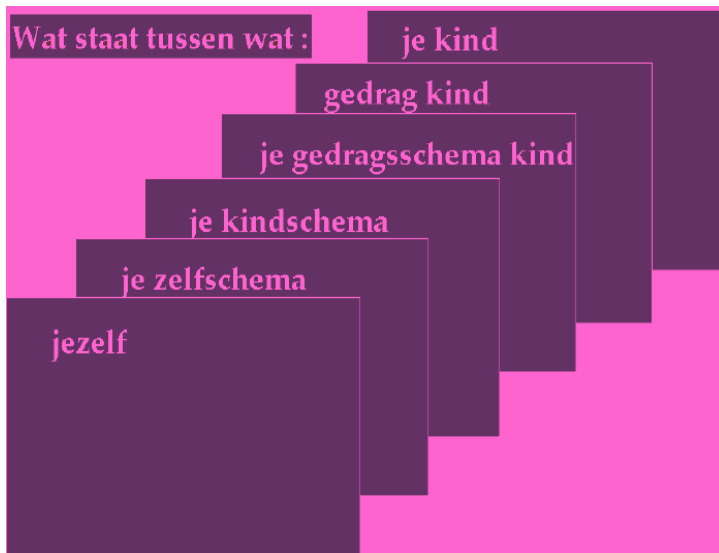 Wat staat tussen wat :
je kind
gedrag kind
je gedragsschema kind
je kindschema
je zelfschema
jezelf